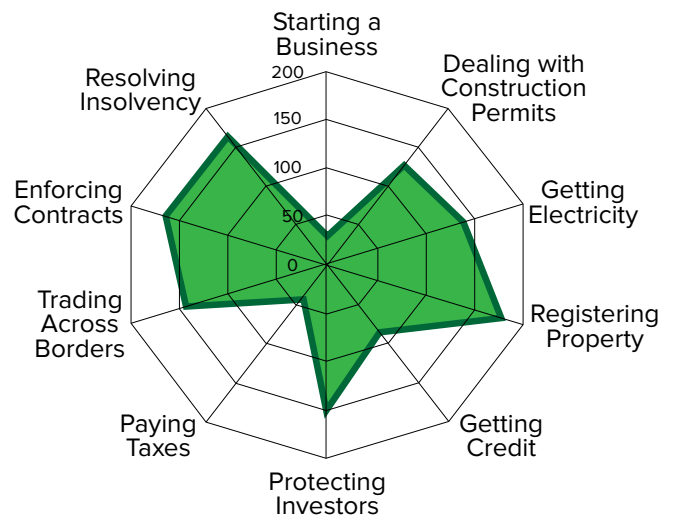 Starting a
Business
200
Dealing with
Construction
Permits
Resolving
Insolvency
150
100
Enforcing
Contracts
Getting
Electricity
50
0
Trading
Across
Borders
Registering
Property
Paying
Taxes
Getting
Credit
Protecting
Investors